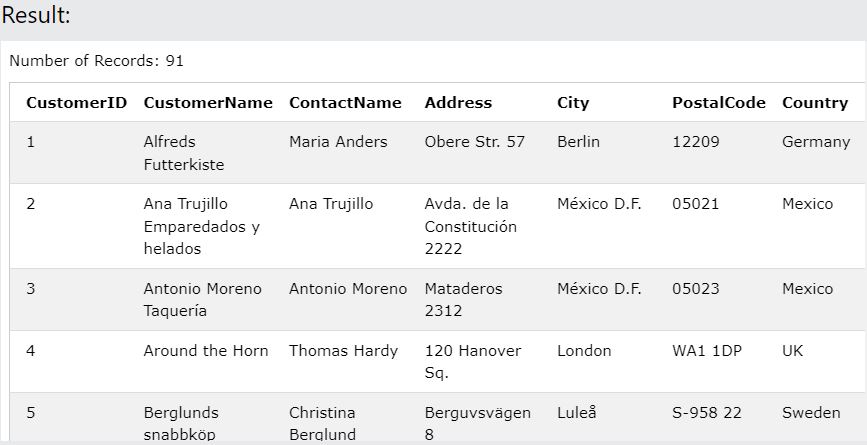 Result:
Number of Records: 91
CustomerID CustomerName ContactName Address City PostalCode Country
1 Alfreds Maria Anders Obere Str. 57 Berlin 12209 Germany
Futterkiste
2 Ana Trujillo Ana Trujillo Avda. de la México D.F. 05021 Mexico
Emparedados y Constitución
helados 2222
3 Antonio Moreno Antonio Moreno Mataderos México D.F. 05023 Mexico
Taquería 2312
4 Around the Horn Thomas Hardy 120 Hanover London WA1 1DP UK
Sq.
5 Berglunds Christina Berguvsvägen Luleå S-958 22 Sweden
snabbköp Berglund 8